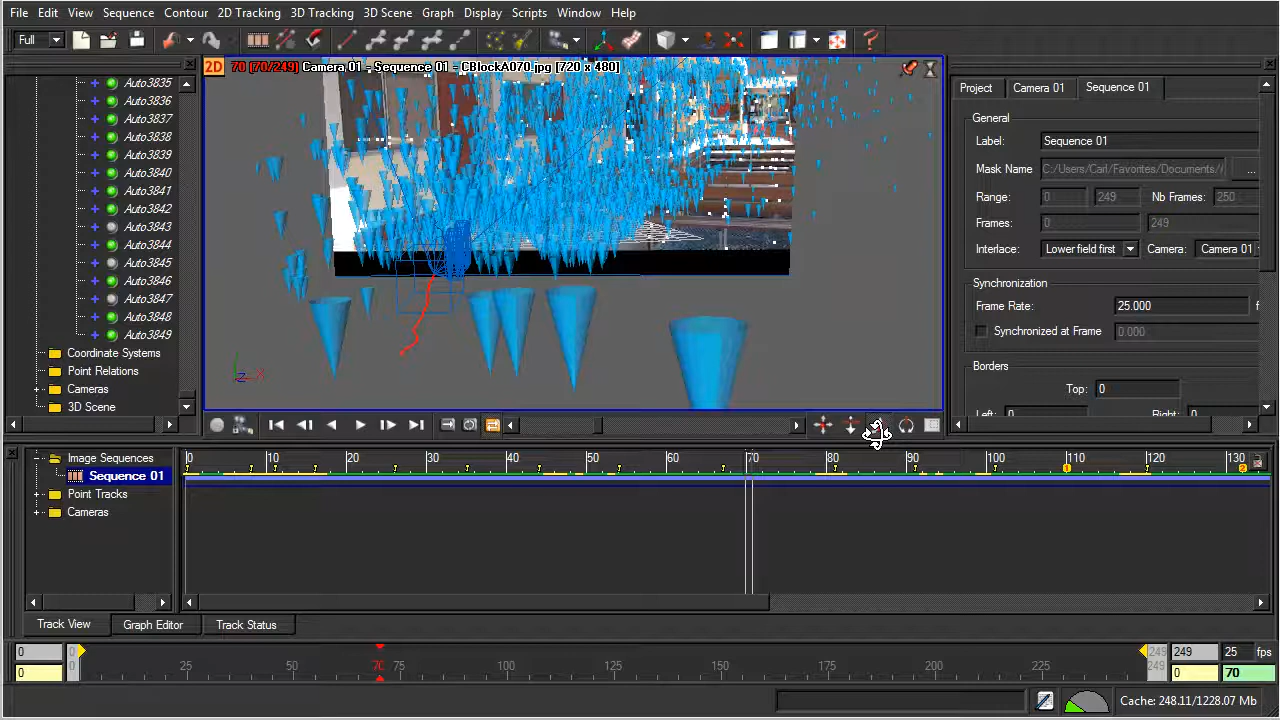 File Edit View Sequence Contour 2D Tracking 3D Tracking 3D Scene Graph Display Scripts Window Help
Full
2D 70 [70/249] Camera 01 - Sequence 01 - CBlockA070.jpg [720 x 480]
Auto3835
Auto3836
Auto3837
Auto3838
Auto3839
Auto3840
Auto3841
Auto3842
Auto3843
Auto3844
Auto3845
Auto3846
Auto3847
Auto3848
Auto3849
Coordinate Systems
Point Relations
Cameras
3D Scene
Z X
Project Camera 01 Sequence 01
General
Label: Sequence 01
Mask Name C:/Users/Carl/Favorites/Documents/ ...
Range: 0 249 Nb Frames: 250
Frames: 0 249
Interlace: Lower field first Camera: Camera 01
Synchronization
Frame Rate: 25.000 f
Synchronized at Frame 0.000
Borders
Top: 0
Left: 0 Right: 0
Image Sequences
Sequence 01
Point Tracks
Cameras
0 10 20 30 40 50 60 70 80 90 100 110 120 130
1 2
Track View Graph Editor Track Status
0 0 25 50 70 75 100 125 150 175 200 225 249 249 25 fps
0 0 249 0 70
Cache: 248.11/1228.07 Mb